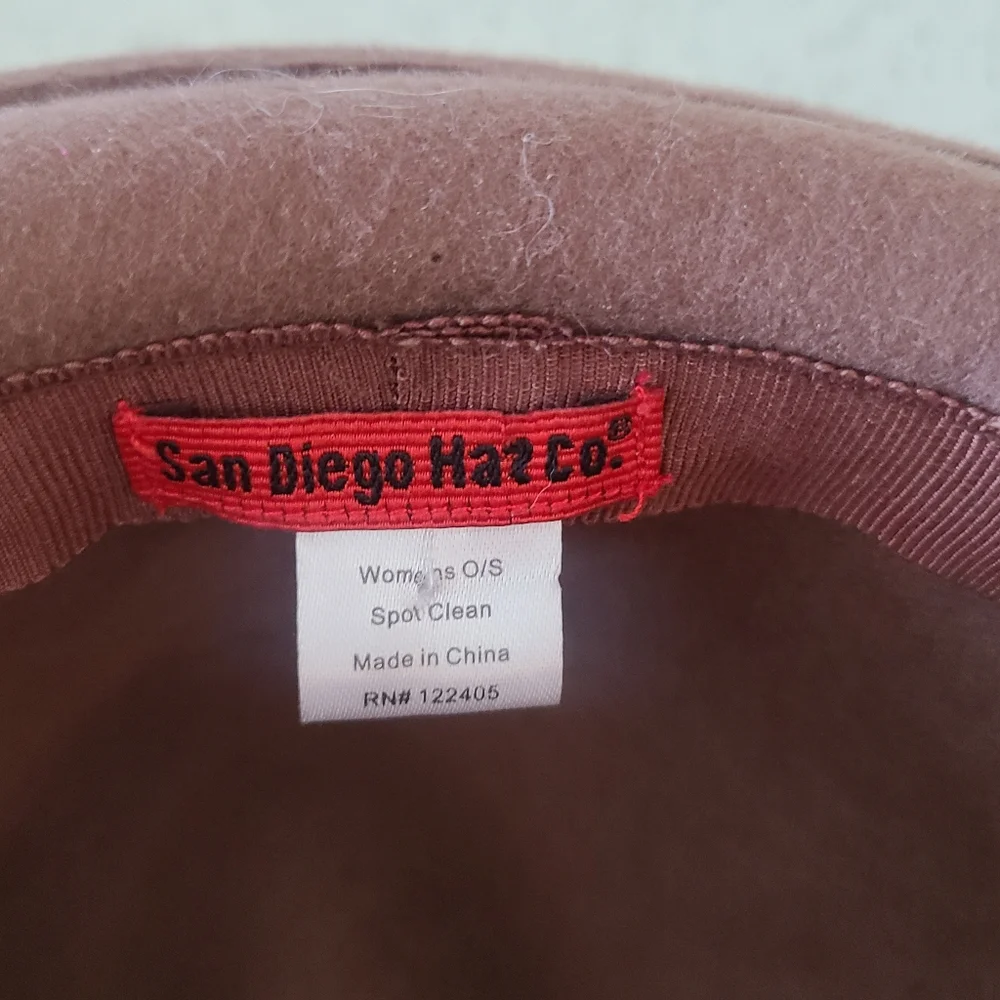 San Diego Hat Co.®
Womens O/S
Spot Clean
Made in China
RN# 122405